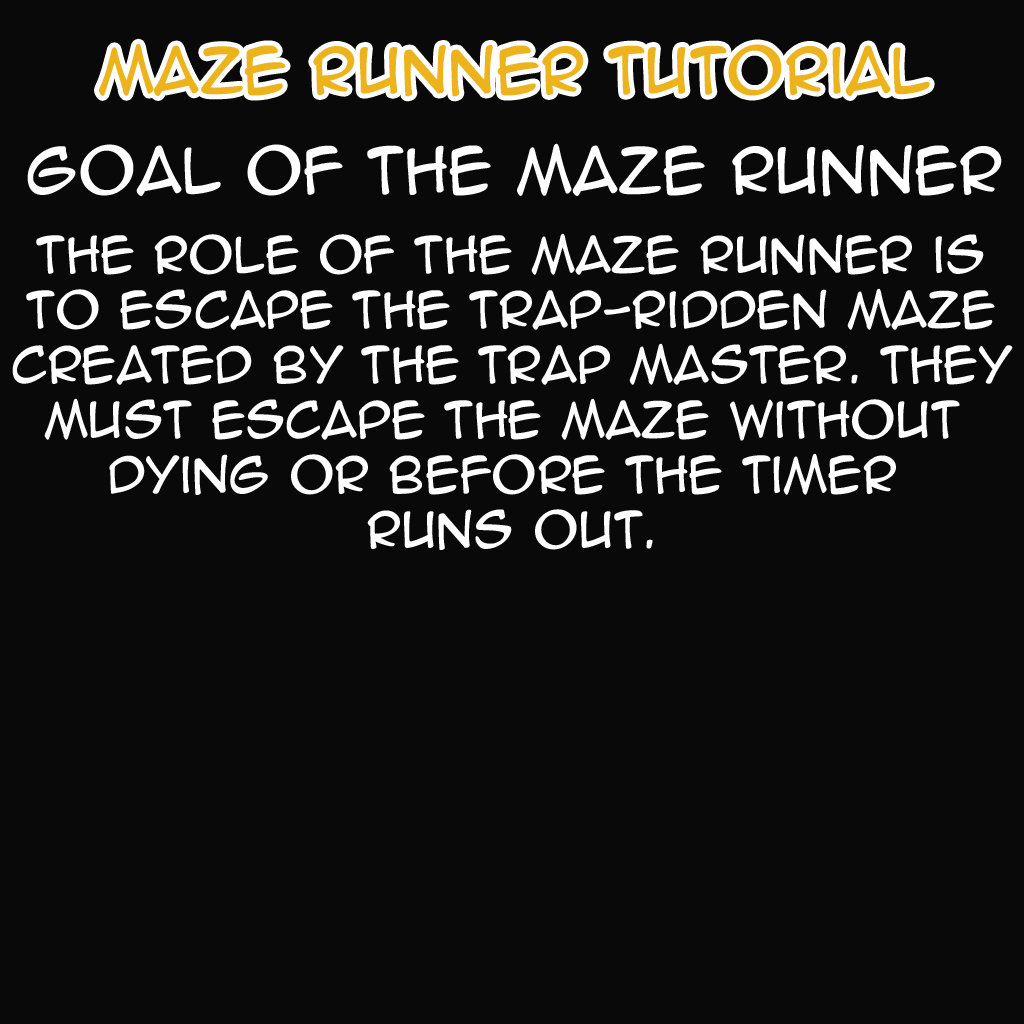 MAZE RUNNER TUTORIAL
GOAL OF THE MAZE RUNNER
THE ROLE OF THE MAZE RUNNER IS
TO ESCAPE THE TRAP-RIDDEN MAZE
CREATED BY THE TRAP MASTER. THEY
MUST ESCAPE THE MAZE WITHOUT
DYING OR BEFORE THE TIMER
RUNS OUT.